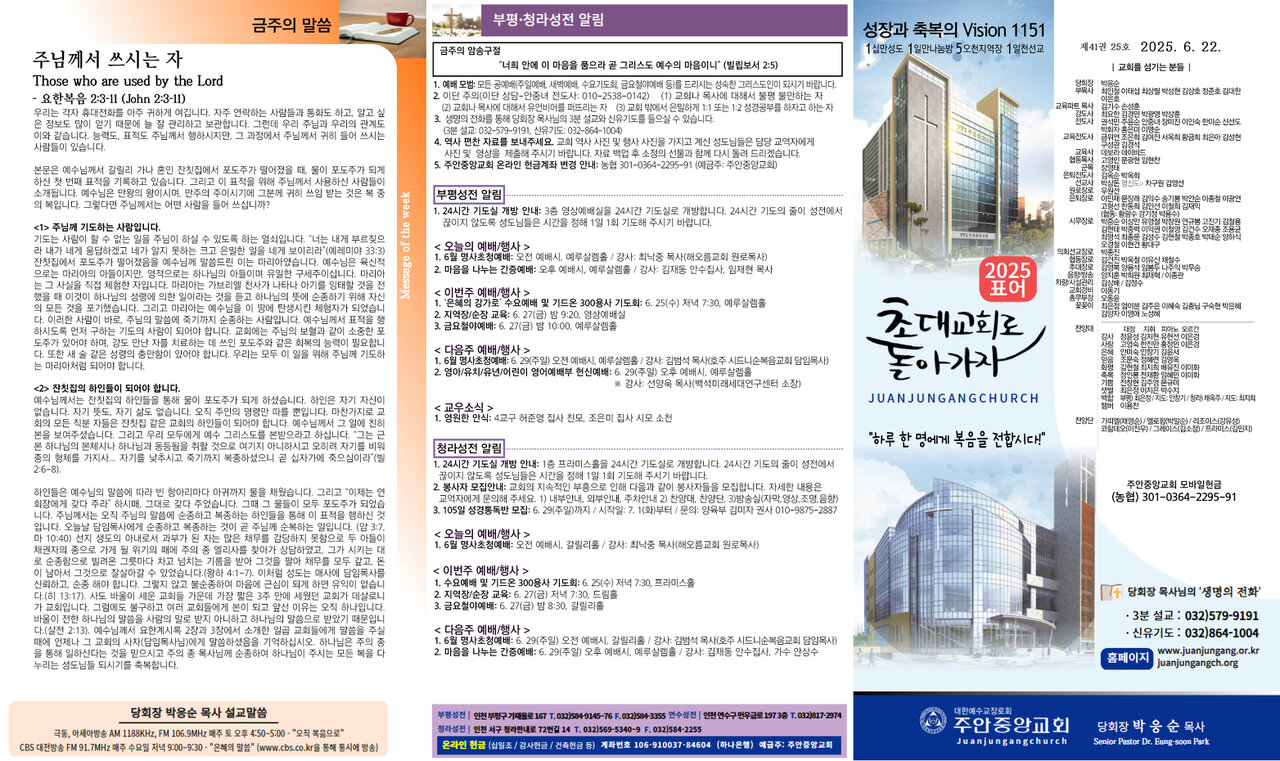 금주의 말씀
주님께서 쓰시는 자
Those who are used by the Lord
- 요한복음 2:3-11 (John 2:3-11)
우리는 각자 휴대전화를 아주 귀하게 여깁니다. 자주 연락하는 사람들과 통화도 하고, 알고 싶
은 정보도 많이 얻기 때문에 늘 잘 관리하고 보관합니다. 그런데 우리 주님과 우리의 관계도
이와 같습니다. 능력도, 표적도 주님께서 행하시지만, 그 과정에서 주님께서 귀히 들어 쓰시는
사람들이 있습니다.
본문은 예수님께서 갈릴리 가나 혼인 잔칫집에서 포도주가 떨어졌을 때, 물이 포도주가 되게
하신 첫 번째 표적을 기록하고 있습니다. 그리고 이 표적을 위해 주님께서 사용하신 사람들이
소개됩니다. 예수님은 만왕의 왕이시며, 만주의 주이시기에 그분께 귀히 쓰임 받는 것은 복 중
의 복입니다. 그렇다면 주님께서는 어떤 사람을 들어 쓰십니까?
<1> 주님께 기도하는 사람입니다.
기도는 사람이 할 수 없는 일을 주님이 하실 수 있도록 하는 열쇠입니다. "너는 내게 부르짖으
라 내가 네게 응답하겠고 네가 알지 못하는 크고 은밀한 일을 네게 보이리라"(예레미야 33:3)
잔칫집에서 포도주가 떨어졌음을 예수님께 말씀드린 이는 마리아였습니다. 예수님은 육신적
으로는 마리아의 아들이지만, 영적으로는 하나님의 아들이며 유일한 구세주이십니다. 마리아
는 그 사실을 직접 체험한 자입니다. 마리아는 가브리엘 천사가 나타나 아기를 잉태할 것을 전
했을 때 이것이 하나님의 성령에 의한 일이라는 것을 듣고 하나님의 뜻에 순종하기 위해 자신
의 모든 것을 포기했습니다. 그리고 마리아는 예수님을 이 땅에 탄생시킨 체험자가 되었습니
다. 이러한 사람이 바로, 주님의 말씀에 죽기까지 순종하는 사람입니다. 예수님께서 표적을 행
하시도록 먼저 구하는 기도의 사람이 되어야 합니다. 교회에는 주님의 보혈과 같이 소중한 포
도주가 있어야 하며, 강도 만난 자를 치료하는 데 쓰인 포도주와 같은 회복의 능력이 필요합니
다. 또한 새 술 같은 성령의 충만함이 있어야 합니다. 우리는 모두 이 일을 위해 주님께 기도하
는 마리아처럼 되어야 합니다.
<2> 잔칫집의 하인들이 되어야 합니다.
예수님께서는 잔칫집의 하인들을 통해 물이 포도주가 되게 하셨습니다. 하인은 자기 자신이
없습니다. 자기 뜻도, 자기 삶도 없습니다. 오직 주인의 명령만 따를 뿐입니다. 마찬가지로 교
회의 모든 직분 자들은 잔칫집 같은 교회의 하인들이 되어야 합니다. 예수님께서 그 일에 친히
본을 보여주셨습니다. 그리고 우리 모두에게 예수 그리스도를 본받으라고 하십니다. "그는 근
본 하나님의 본체시나 하나님과 동등됨을 취할 것으로 여기지 아니하시고 오히려 자기를 비워
종의 형체를 가지사... 자기를 낮추시고 죽기까지 복종하셨으니 곧 십자가에 죽으심이라"(빌
2:6-8).
하인들은 예수님의 말씀에 따라 빈 항아리마다 아귀까지 물을 채웠습니다. 그리고 "이제는 연
회장에게 갖다 주라" 하시매, 그대로 갖다 주었습니다. 그때 그 물들이 모두 포도주가 되었습
니다. 주님께서는 오직 주님의 말씀에 순종하고 복종하는 하인들을 통해 이 표적을 행하신 것
입니다. 오늘날 담임목사에게 순종하고 복종하는 것이 곧 주님께 순복하는 일입니다. (얌 3:7,
마 10:40) 선지 생도의 아내로서 과부가 된 자는 많은 채무를 감당하지 못함으로 두 아들이
채권자의 종으로 가게 될 위기의 때에 주의 종 엘리사를 찾아가 상담하였고, 그가 시키는 대
로 순종함으로 빌려온 그릇마다 차고 넘치는 기름을 받아 그것을 팔아 채무를 모두 갚고, 돈
이 남아서 그것으로 잘살아갈 수 있었습니다.(왕하 4:1-7). 이처럼 성도는 매사에 담임목사를
신뢰하고, 순종 해야 합니다. 그렇지 않고 불순종하여 마음에 근심이 되게 하면 유익이 없습니
다.(히 13:17). 사도 바울이 세운 교회들 가운데 가장 짧은 3주 만에 세웠던 교회가 데살로니
가 교회입니다. 그럼에도 불구하고 여러 교회들에게 본이 되고 앞선 이유는 오직 하나입니다.
바울이 전한 하나님의 말씀을 사람의 말로 받지 아니하고 하나님의 말씀으로 받았기 때문입니
다.(살전 2:13). 예수님께서 요한계시록 2장과 3장에서 소개한 일곱 교회들에게 말씀을 주실
때에 언제나 그 교회의 사자(담임목사님)에게 말씀하셨음을 기억하십시오. 하나님은 주의 종
을 통해 일하신다는 것을 믿으시고 주의 종 목사님께 순종하여 하나님이 주시는 모든 복을 다
누리는 성도님들 되시기를 축복합니다.
당회장 박응순 목사 설교말씀
극동, 아세아방송 AM 1188KHz, FM 106.9MHz 매주 토 오후 4:50~5:00 - "오직 복음으로"
CBS 대전방송 FM 91.7MHz 매주 수요일 저녁 9:00~9:30 - "은혜의 말씀" (www.cbs.co.kr을 통해 동시에 방송)
Message of the week
부평·청라성전 알림
금주의 암송구절
"너희 안에 이 마음을 품으라 곧 그리스도 예수의 마음이니" (빌립보서 2:5)
1. 예배 모범: 모든 공예배(주일예배, 새벽예배, 수요기도회, 금요철야예배 등)를 드리시는 성숙한 그리스도인이 되시기 바랍니다.
2. 이단 주의(이단 상담-안중녀 전도사: 010-2538-0142) (1) 교회나 목사에 대해서 불평 불만하는 자
(2) 교회나 목사에 대해서 유언비어를 퍼뜨리는 자 (3) 교회 밖에서 은밀하게 1:1 또는 1:2 성경공부를 하자고 하는 자
3. 생명의 전화를 통해 당회장 목사님의 3분 설교와 신유기도를 들으실 수 있습니다.
(3분 설교: 032-579-9191, 신유기도: 032-864-1004)
4. 역사 편찬 자료를 보내주세요. 교회 역사 사진 및 행사 사진을 가지고 계신 성도님들은 담당 교역자에게
사진 및 영상을 제출해 주시기 바랍니다. 자료 백업 후 소정의 선물과 함께 다시 돌려 드리겠습니다.
5. 주안중앙교회 온라인 헌금계좌 변경 안내: 농협 301-0364-2295-91 (예금주: 주안중앙교회)
부평성전 알림
1. 24시간 기도실 개방 안내: 3층 영상예배실을 24시간 기도실로 개방합니다. 24시간 기도의 줄이 성전에서
끊이지 않도록 성도님들은 시간을 정해 1일 1회 기도해 주시기 바랍니다.
< 오늘의 예배/행사 >
1. 6월 명사초청예배: 오전 예배시, 예루살렘홀 / 강사: 최낙중 목사(해오름교회 원로목사)
2. 마음을 나누는 간증예배: 오후 예배시, 예루살렘홀 / 강사: 김재동 안수집사, 임재현 목사
< 이번주 예배/행사 >
1. '은혜의 강가로' 수요예배 및 기드온 300용사 기도회: 6. 25(수) 저녁 7:30, 예루살렘홀
2. 지역장/순장 교육: 6. 27(금) 밤 9:20, 영상예배실
3. 금요철야예배: 6. 27(금) 밤 10:00, 예루살렘홀
< 다음주 예배/행사 >
1. 6월 명사초청예배: 6. 29(주일) 오전 예배시, 예루살렘홀 / 강사: 김범석 목사(호주 시드니순복음교회 담임목사)
2. 영아/유치/유년/어린이 영어예배부 헌신예배: 6. 29(주일) 오후 예배시, 예루살렘홀
※ 강사: 선양욱 목사(백석미래세대연구센터 소장)
< 교우소식 >
1. 영원한 안식: 4교구 허준영 집사 친모, 조은미 집사 시모 소천
청라성전 알림
1. 24시간 기도실 개방 안내: 1층 프라미스홀을 24시간 기도실로 개방합니다. 24시간 기도의 줄이 성전에서
끊이지 않도록 성도님들은 시간을 정해 1일 1회 기도해 주시기 바랍니다.
2. 봉사자 모집안내: 교회의 지속적인 부흥으로 인해 다음과 같이 봉사자들을 모집합니다. 자세한 내용은
교역자에게 문의해 주세요. 1) 내부안내, 외부안내, 주차안내 2) 찬양대, 찬양단, 3)방송실(자막,영상,조명,음향)
3. 105일 성경통독반 모집: 6. 29(주일)까지 / 시작일: 7. 1(화)부터 / 문의: 양육부 김미자 권사 010-9875-2887
< 오늘의 예배/행사 >
1. 6월 명사초청예배: 오전 예배시, 갈릴리홀 / 강사: 최낙중 목사(해오름교회 원로목사)
< 이번주 예배/행사 >
1. 수요예배 및 기드온 300용사 기도회: 6. 25(수) 저녁 7:30, 프라미스홀
2. 지역장/순장 교육: 6. 27(금) 저녁 7:30, 드림홀
3. 금요철야예배: 6. 27(금) 밤 8:30, 갈릴리홀
< 다음주 예배/행사 >
1. 6월 명사초청예배: 6. 29(주일) 오전 예배시, 갈릴리홀 / 강사: 김범석 목사(호주 시드니순복음교회 담임목사)
2. 마음을 나누는 간증예배: 6. 29(주일) 오후 예배시, 예루살렘홀 / 강사: 김재동 안수집사, 가수 안상수
부평성전 | 인천 부평구 가재울로 167 T. 032)584-9145~76 F. 032)584-3355 연수성전 | 인천 연수구 먼우금로 197 3층 T. 032)817-2974
청라성전 | 인천 서구 청라한내로 72번길 14 T. 032)569-5340~9 F. 032)584-2255
온라인 헌금 (십일조 / 감사헌금 / 건축헌금 등) 계좌번호 106-910037-84604 (하나은행) 예금주: 주안중앙교회
성장과 축복의 Vision 1151
1십만성도 1일만나눔방 5오천지역장 1일천선교
2025
표어
초대교회로
돌아가자
JUANJUNGANGCHURCH
"하루 한 명에게 복음을 전합시다!"
제41권 25호 2025. 6. 22.
| 교회를 섬기는 분들 |
당회장 박응순
부목사
교육파트 목사 김기수 손성훈
강도사
전도사
교육전도사
교육사 데보라 데이비드
협동목사 고영민 문광현 임현찬
군목 장영태
은퇴전도사 김옥순 박옥희
선교사
원로장로 우원선
은퇴장로
시무장로
의회선교장로 박흥진
협동장로
추대장로
음향/방송
차량/시설관리 김상배 / 김정수
교회경비 이동기
총무부장 오동윤
꽃꽂이
찬양대 대장 지휘 피아노 오르간
감사
사랑
은혜
믿음
화평
축복
기쁨
샛별
백합
챔버 이용찬
찬양단
주안중앙교회 모바일헌금
(농협) 301-0364-2295-91
당회장 목사님의 '생명의 전화'
· 3분 설교 : 032)579-9191
· 신유기도 : 032)864-1004
홈페이지
www.juanjungang.or.kr
juanjungangch.org
대한예수교장로회
주안중앙교회
Juanjungangchurch
당회장 박 응 순 목사
Senior Pastor Dr. Eung-soon Park